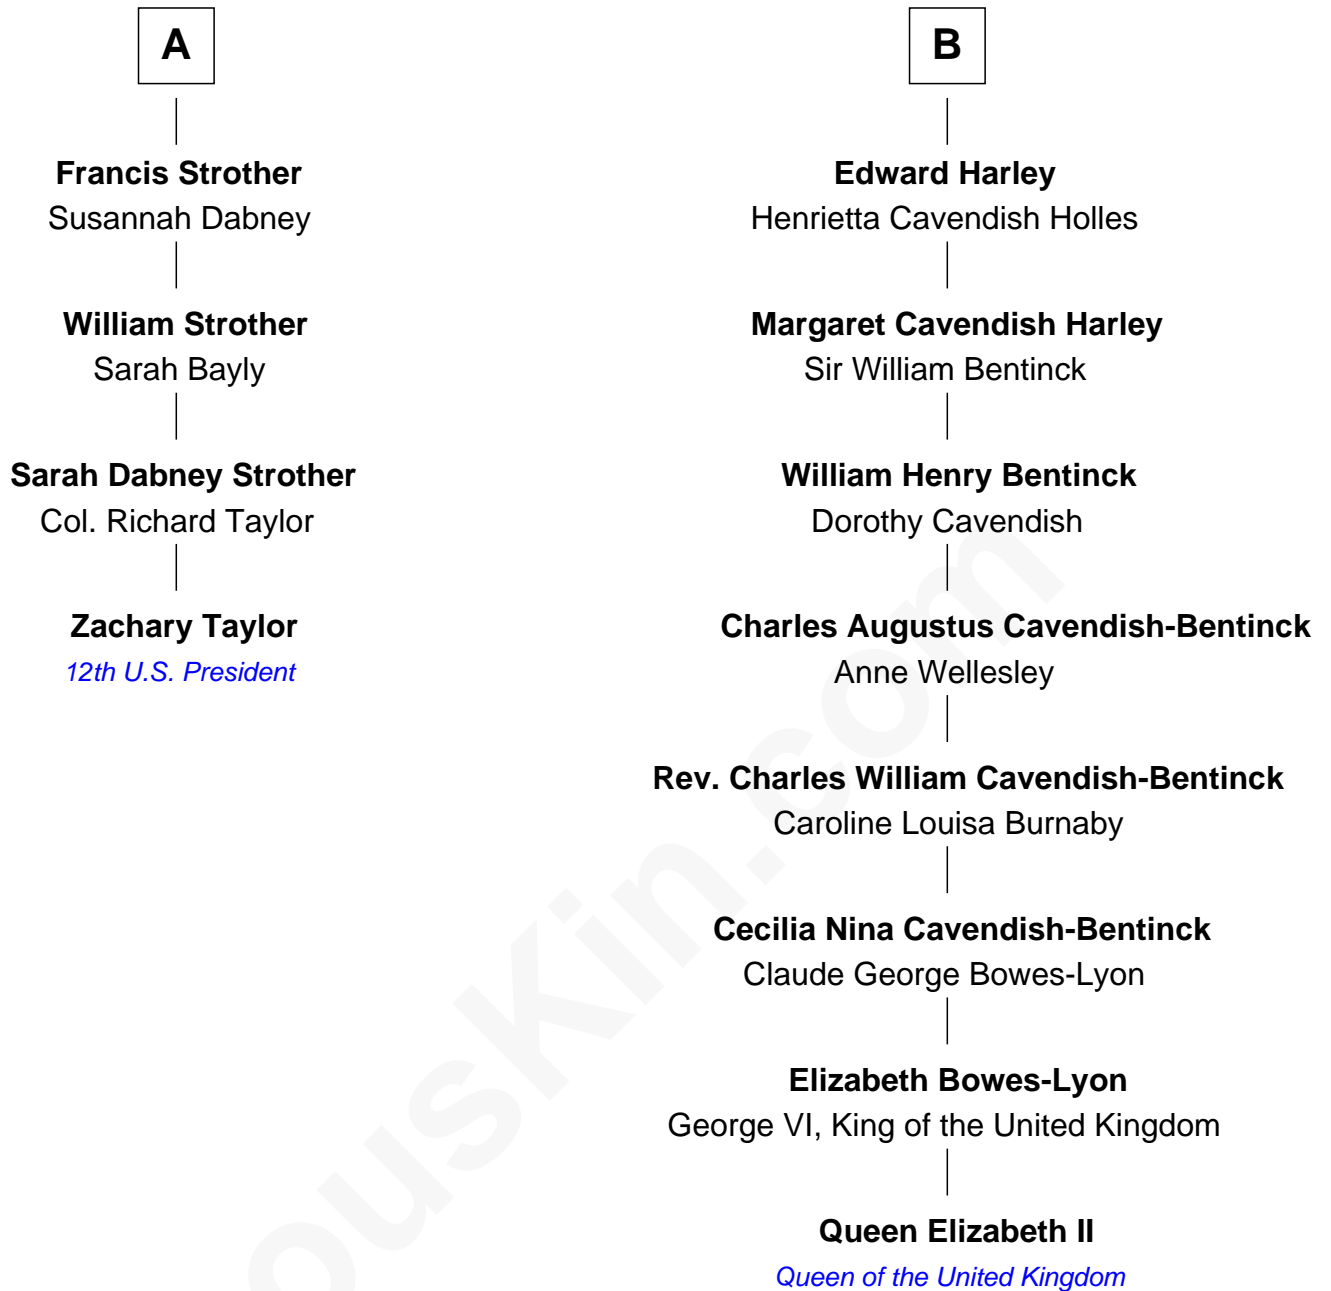 A
Francis Strother
Susannah Dabney
William Strother
Sarah Bayly
Sarah Dabney Strother
Col. Richard Taylor
Zachary Taylor
12th U.S. President
B
Edward Harley
Henrietta Cavendish Holles
Margaret Cavendish Harley
Sir William Bentinck
William Henry Bentinck
Dorothy Cavendish
Charles Augustus Cavendish-Bentinck
Anne Wellesley
Rev. Charles William Cavendish-Bentinck
Caroline Louisa Burnaby
Cecilia Nina Cavendish-Bentinck
Claude George Bowes-Lyon
Elizabeth Bowes-Lyon
George VI, King of the United Kingdom
Queen Elizabeth II
Queen of the United Kingdom
ousKin.com